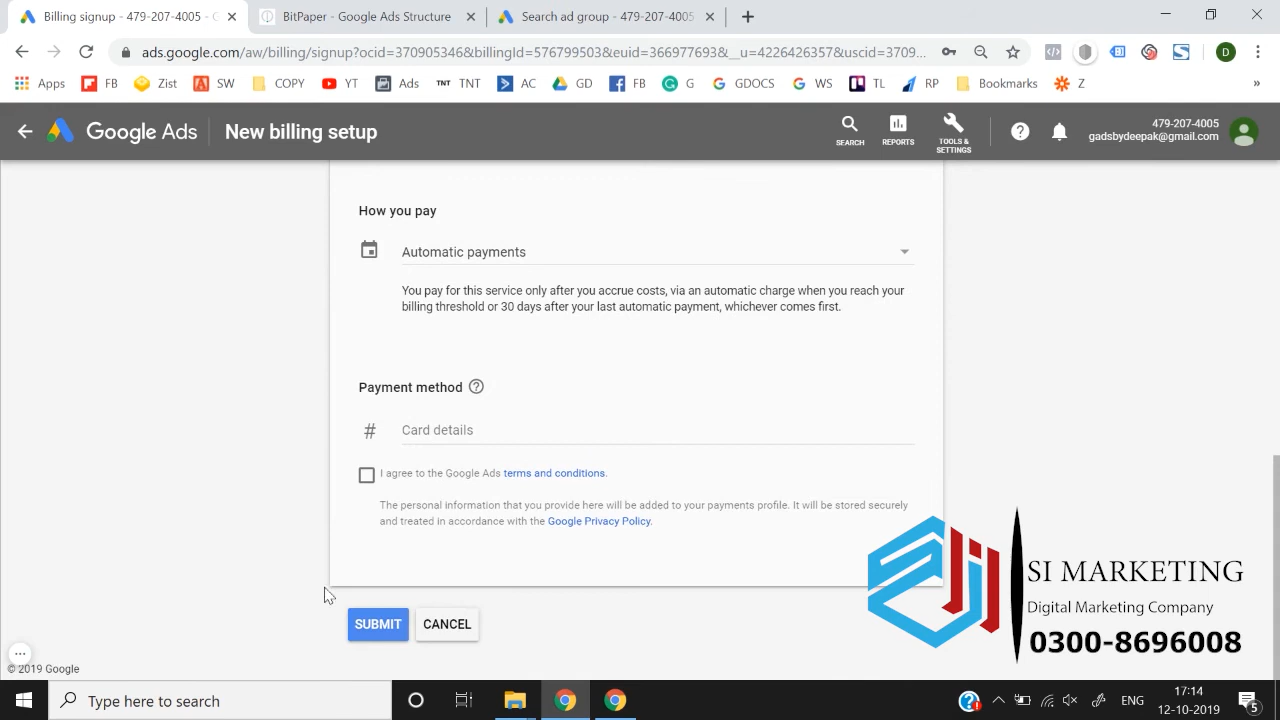 Billing signup - 479-207-4005 - G
BitPaper - Google Ads Structure
Search ad group - 479-207-4005
ads.google.com/aw/billing/signup?ocid=370905346&billingId=576799503&euid=366977693&__u=4226426357&uscid=3709...
Apps FB Zist SW COPY YT Ads TNT TNT AC GD FB G GDOCS WS TL RP Bookmarks Z »
Google Ads
New billing setup
SEARCH
REPORTS
TOOLS &
SETTINGS
479-207-4005
gadsbydeepak@gmail.com
How you pay
Automatic payments
You pay for this service only after you accrue costs, via an automatic charge when you reach your
billing threshold or 30 days after your last automatic payment, whichever comes first.
Payment method
# Card details
I agree to the Google Ads terms and conditions.
The personal information that you provide here will be added to your payments profile. It will be stored securely
and treated in accordance with the Google Privacy Policy.
SUBMIT
CANCEL
SI MARKETING
Digital Marketing Company
0300-8696008
© 2019 Google
Type here to search
ENG
17:14
12-10-2019
5